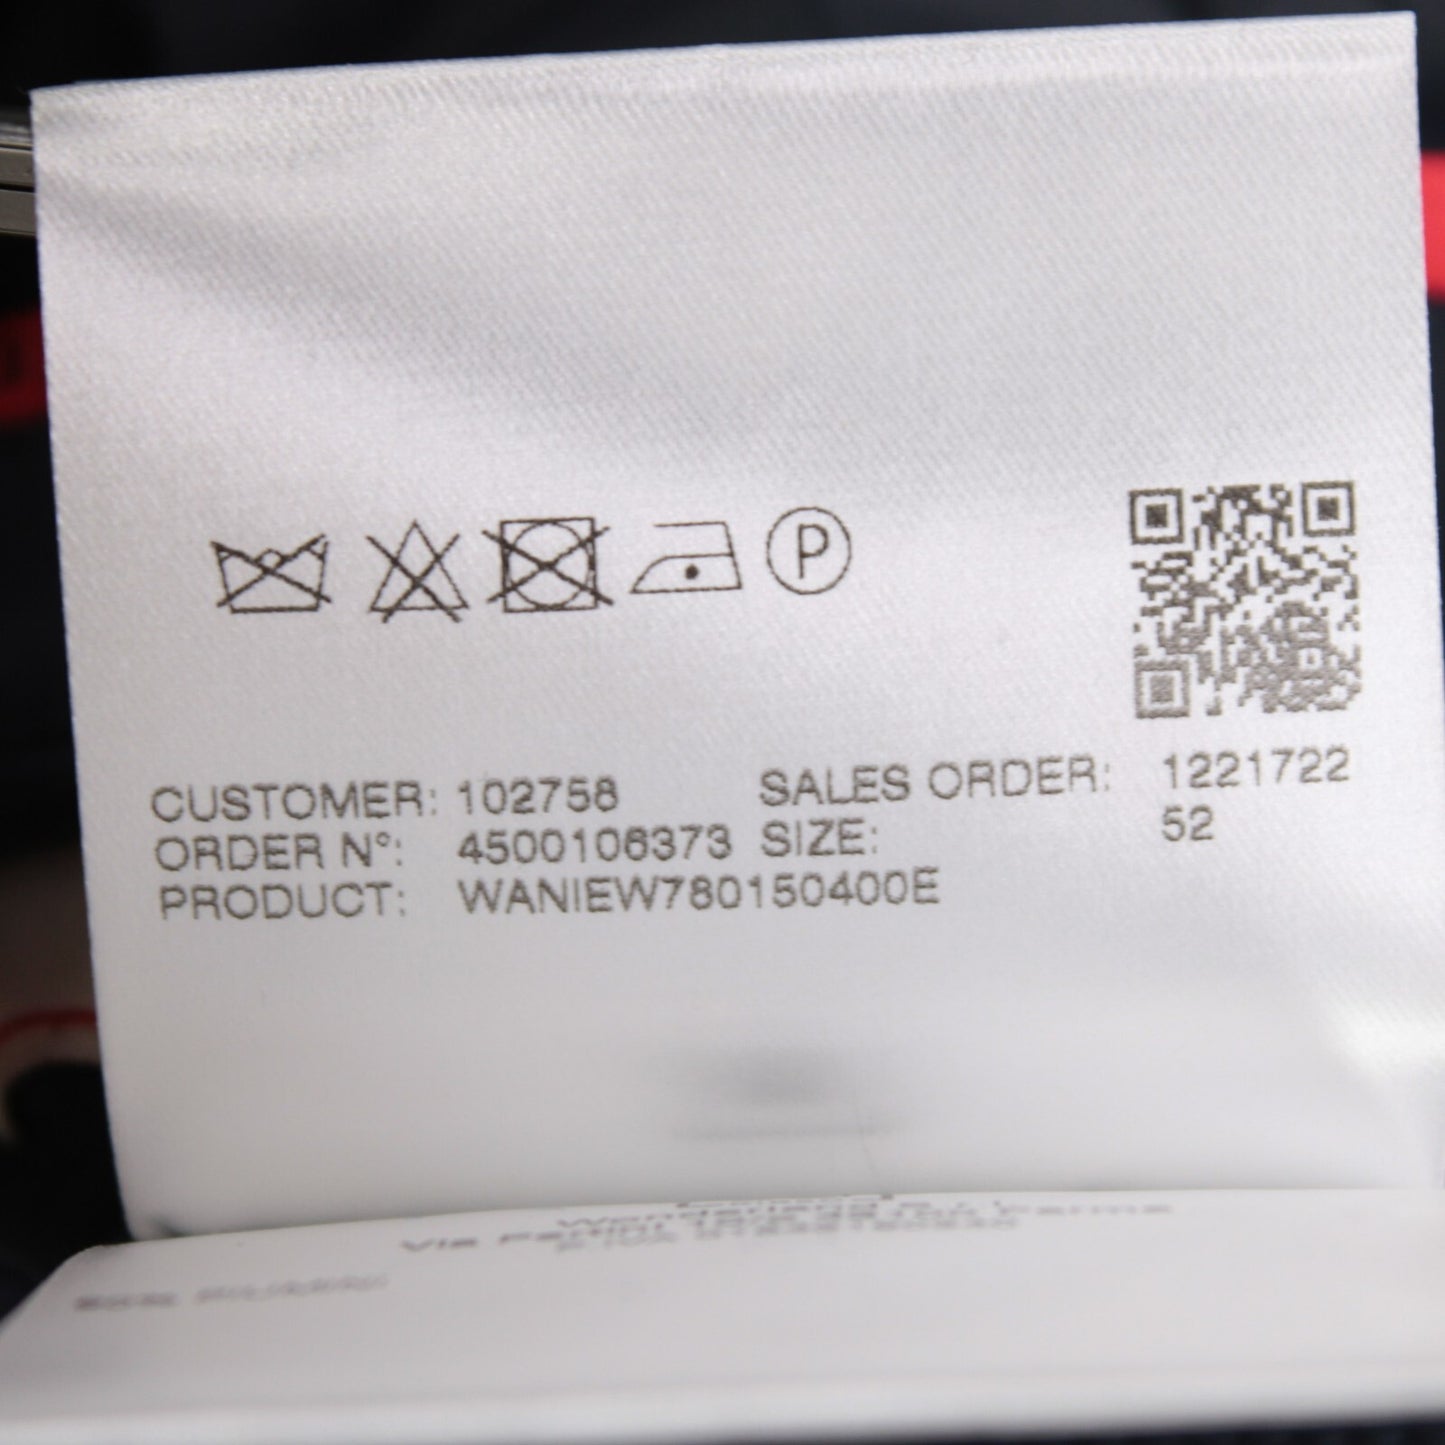 P
CUSTOMER: 102758 SALES ORDER: 1221722
ORDER N°: 4500106373 SIZE: 52
PRODUCT: WANIEW780150400E